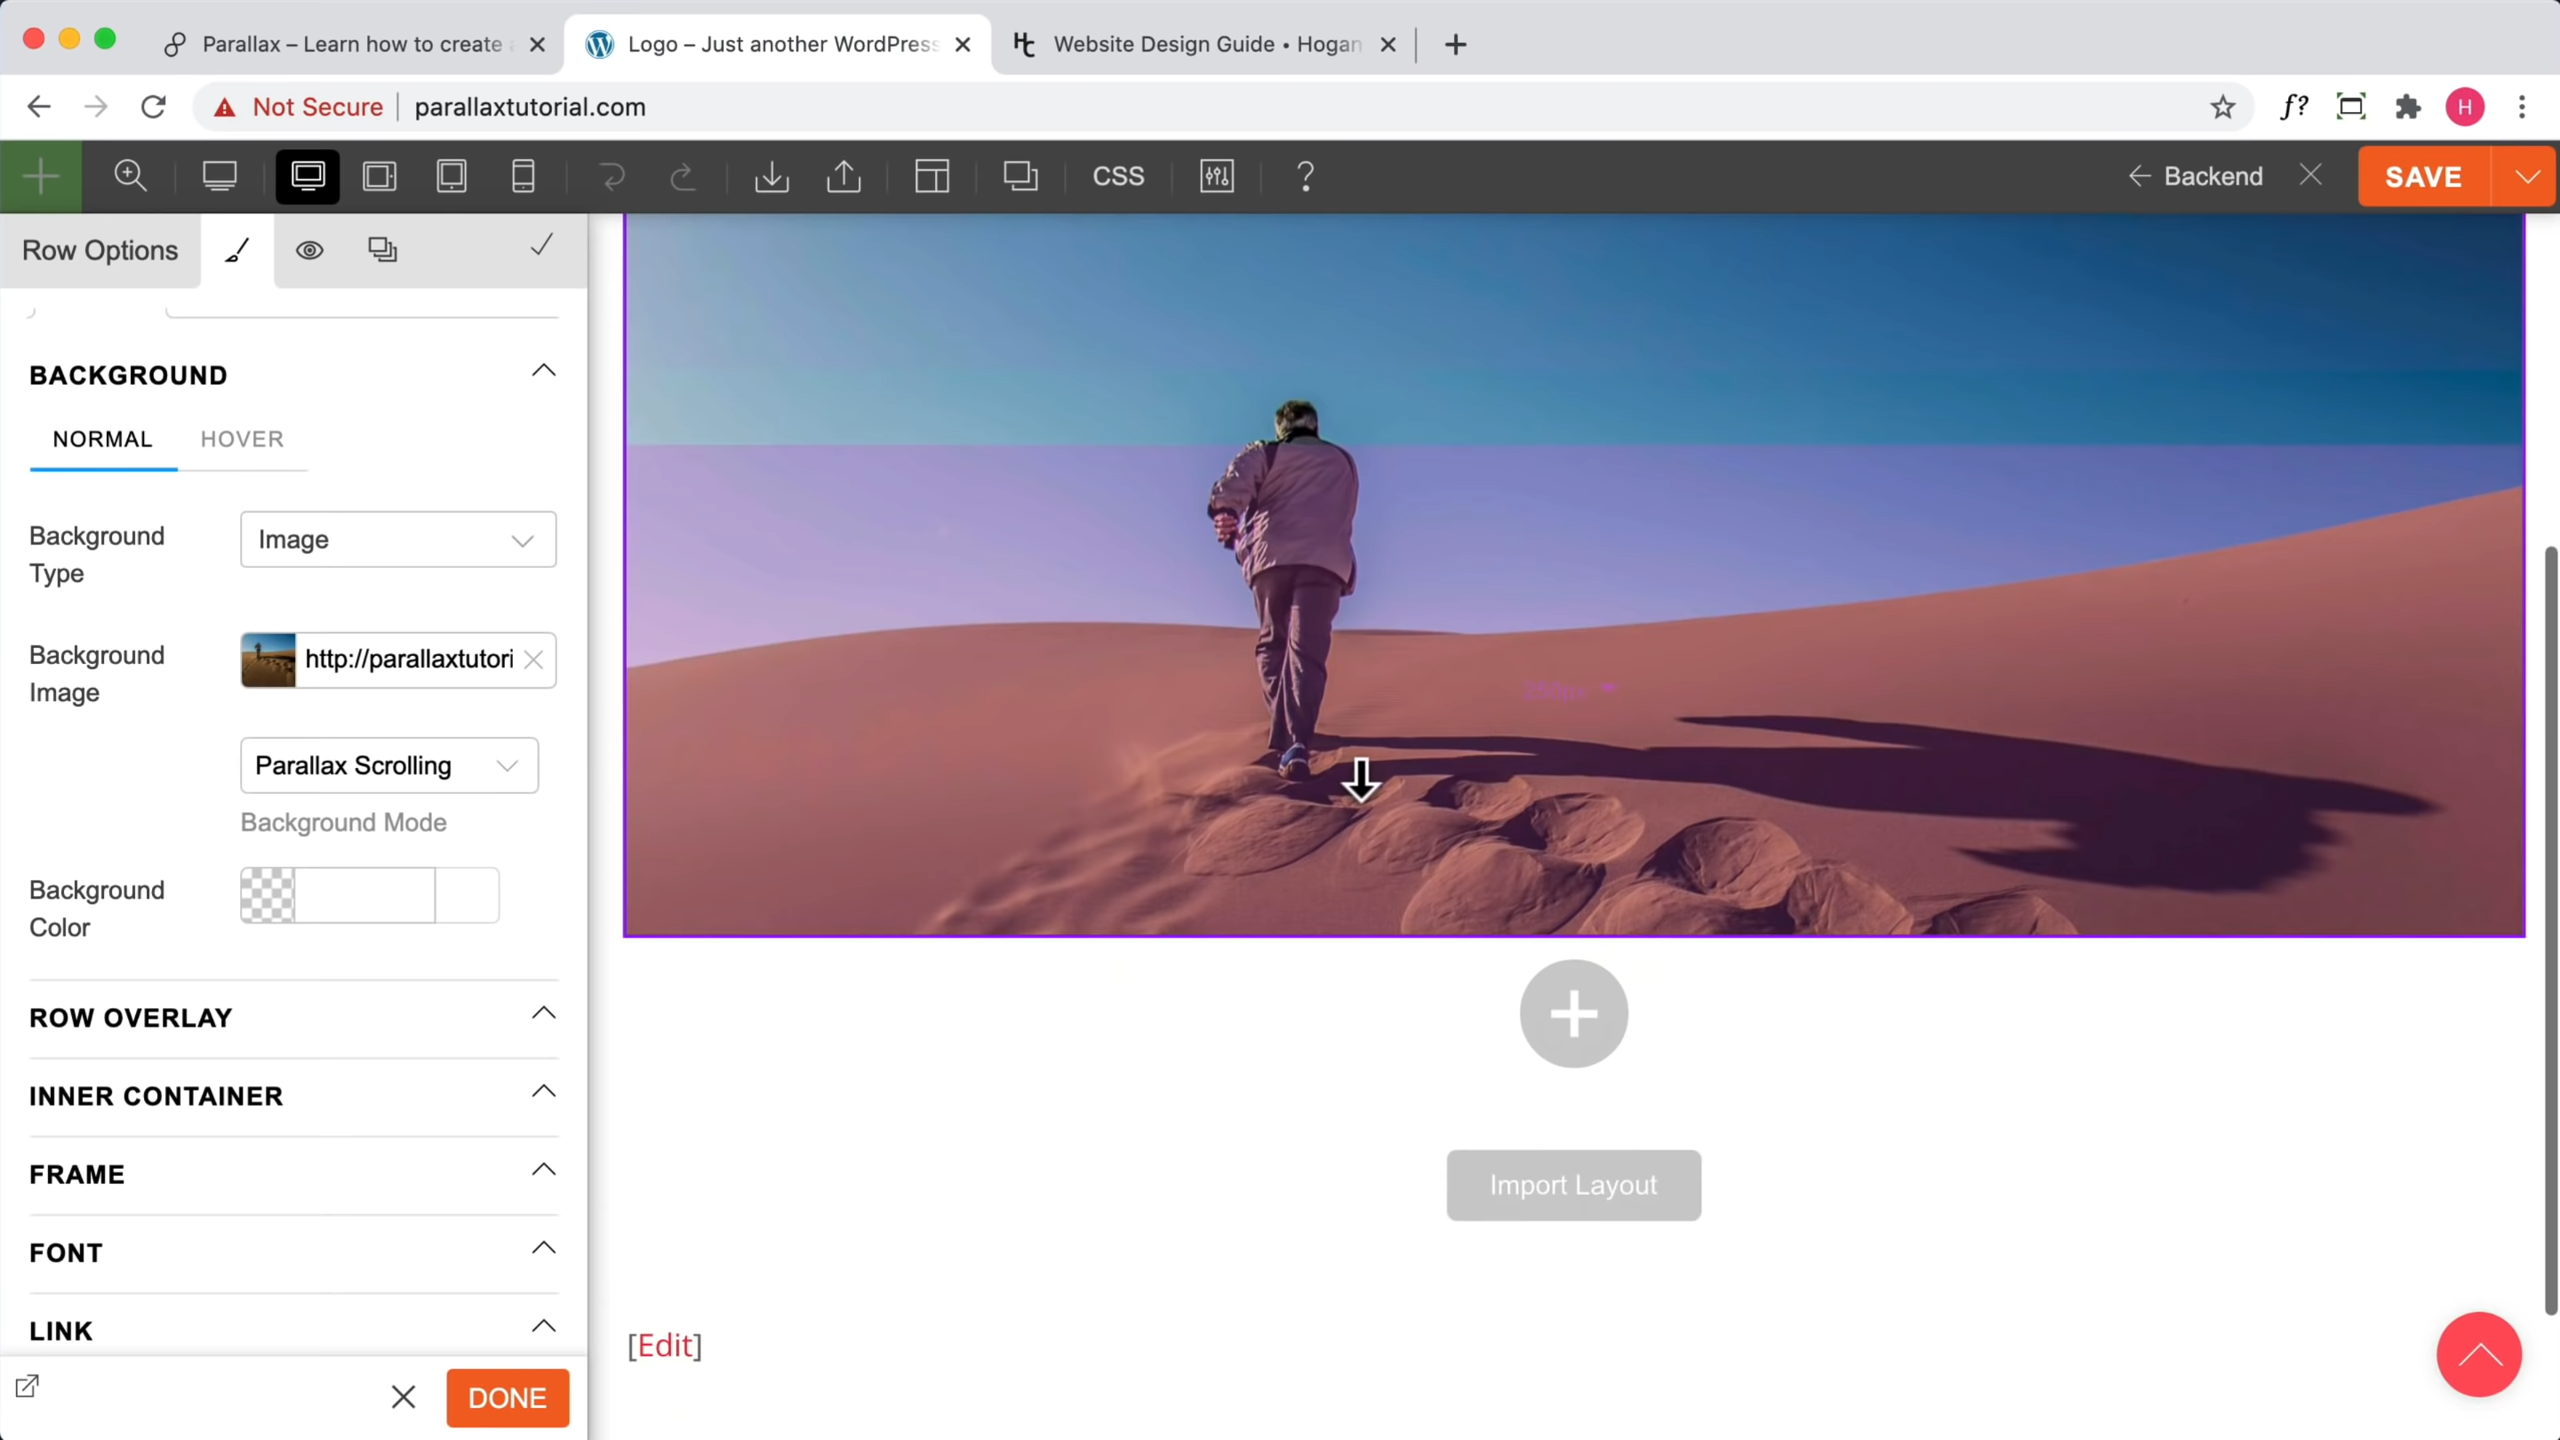 Parallax – Learn how to create a
Logo – Just another WordPress
Website Design Guide • Hogan
Not Secure
parallaxtutorial.com
f?
H
CSS
?
Backend
SAVE
Row Options
BACKGROUND
NORMAL
HOVER
Background
Type
Image
Background
Image
http://parallaxtutori
Parallax Scrolling
Background Mode
Background
Color
ROW OVERLAY
INNER CONTAINER
FRAME
FONT
LINK
DONE
250px
Import Layout
[Edit]